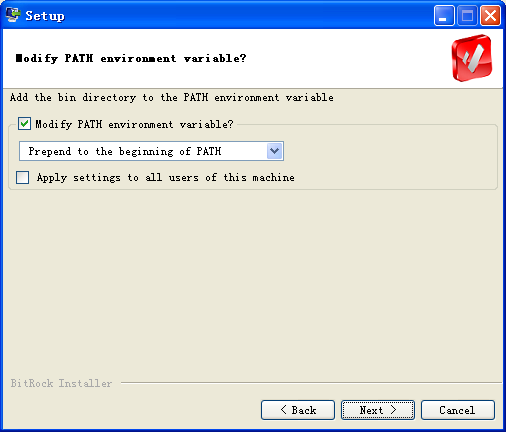 Setup
Modify PATH environment variable?
Add the bin directory to the PATH environment variable
Modify PATH environment variable?
Prepend to the beginning of PATH
Apply settings to all users of this machine
BitRock Installer
< Back
Next >
Cancel